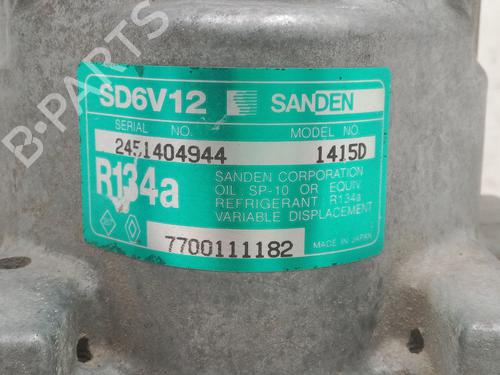 B-PARTS
SD6V12 SANDEN
SERIAL NO. MODEL NO.
2451404944 1415D
R134a
SANDEN CORPORATION
OIL SP-10 OR EQUIV.
REFRIGERANT R134a
VARIABLE DISPLACEMENT
7700111182
MADE IN JAPAN